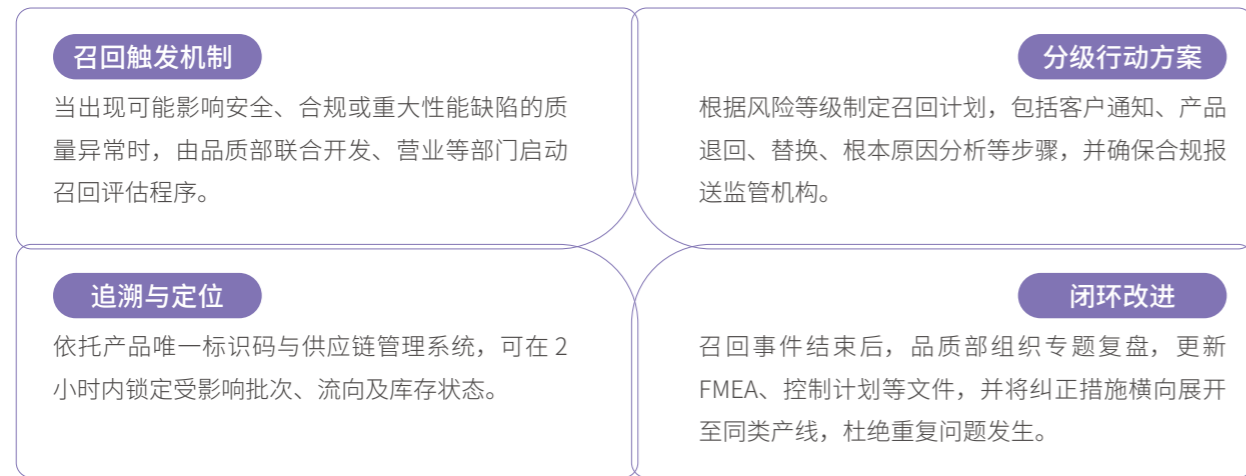 召回触发机制
当出现可能影响安全、合规或重大性能缺陷的质
量异常时，由品质部联合开发、营业等部门启动
召回评估程序。
分级行动方案
根据风险等级制定召回计划，包括客户通知、产品
退回、替换、根本原因分析等步骤，并确保合规报
送监管机构。
追溯与定位
依托产品唯一标识码与供应链管理系统，可在 2
小时内锁定受影响批次、流向及库存状态。
闭环改进
召回事件结束后，品质部组织专题复盘，更新
FMEA、控制计划等文件，并将纠正措施横向展开
至同类产线，杜绝重复问题发生。